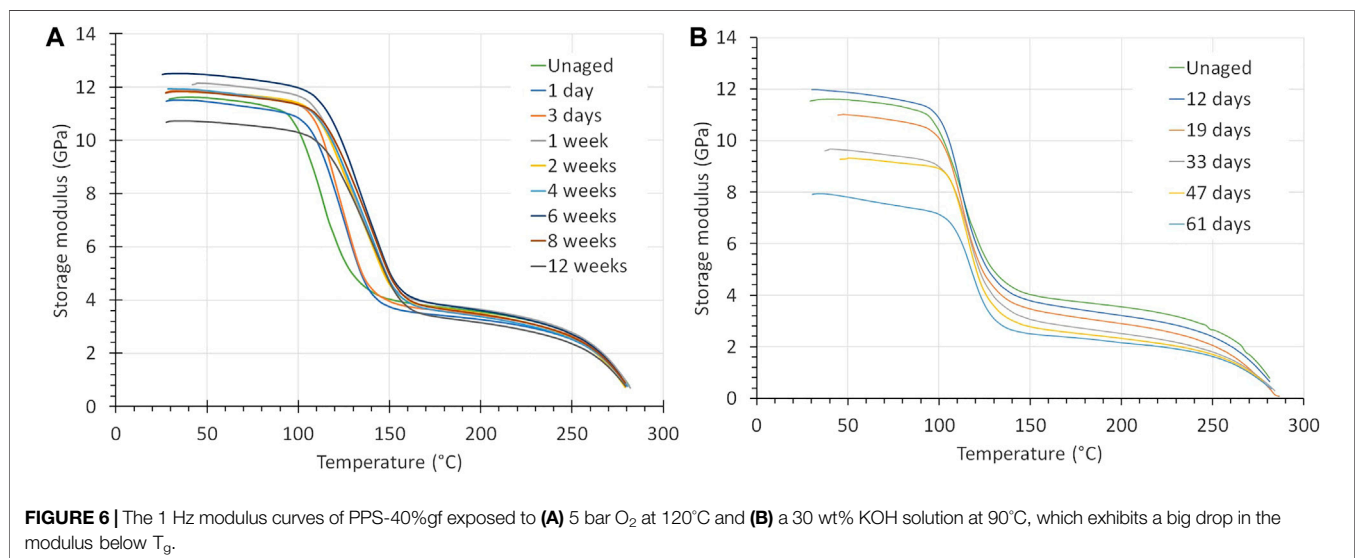 A
14
12
10
8
6
4
2
0
Storage modulus (GPa)
0 50 100 150 200 250 300
Temperature (°C)
Unaged
1 day
3 days
1 week
2 weeks
4 weeks
6 weeks
8 weeks
12 weeks
B
14
12
10
8
6
4
2
0
Storage modulus (GPa)
0 50 100 150 200 250 300
Temperature (°C)
Unaged
12 days
19 days
33 days
47 days
61 days
FIGURE 6 | The 1 Hz modulus curves of PPS-40%gf exposed to (A) 5 bar O₂ at 120°C and (B) a 30 wt% KOH solution at 90°C, which exhibits a big drop in the
modulus below Tg.